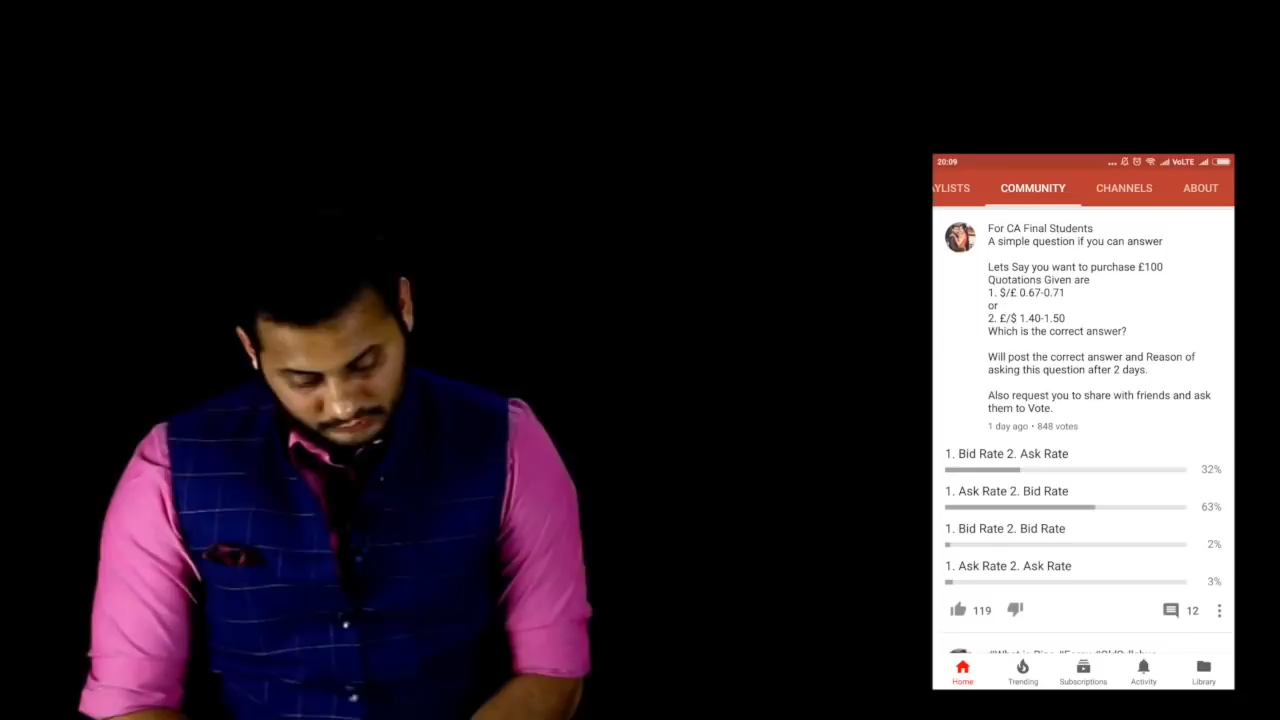 20:09
... VoLTE
AYLISTS COMMUNITY CHANNELS ABOUT
For CA Final Students
A simple question if you can answer
Lets Say you want to purchase £100
Quotations Given are
1. $/£ 0.67-0.71
or
2. £/$ 1.40-1.50
Which is the correct answer?
Will post the correct answer and Reason of
asking this question after 2 days.
Also request you to share with friends and ask
them to Vote.
1 day ago • 848 votes
1. Bid Rate 2. Ask Rate
32%
1. Ask Rate 2. Bid Rate
63%
1. Bid Rate 2. Bid Rate
2%
1. Ask Rate 2. Ask Rate
3%
119 12
Home Trending Subscriptions Activity Library